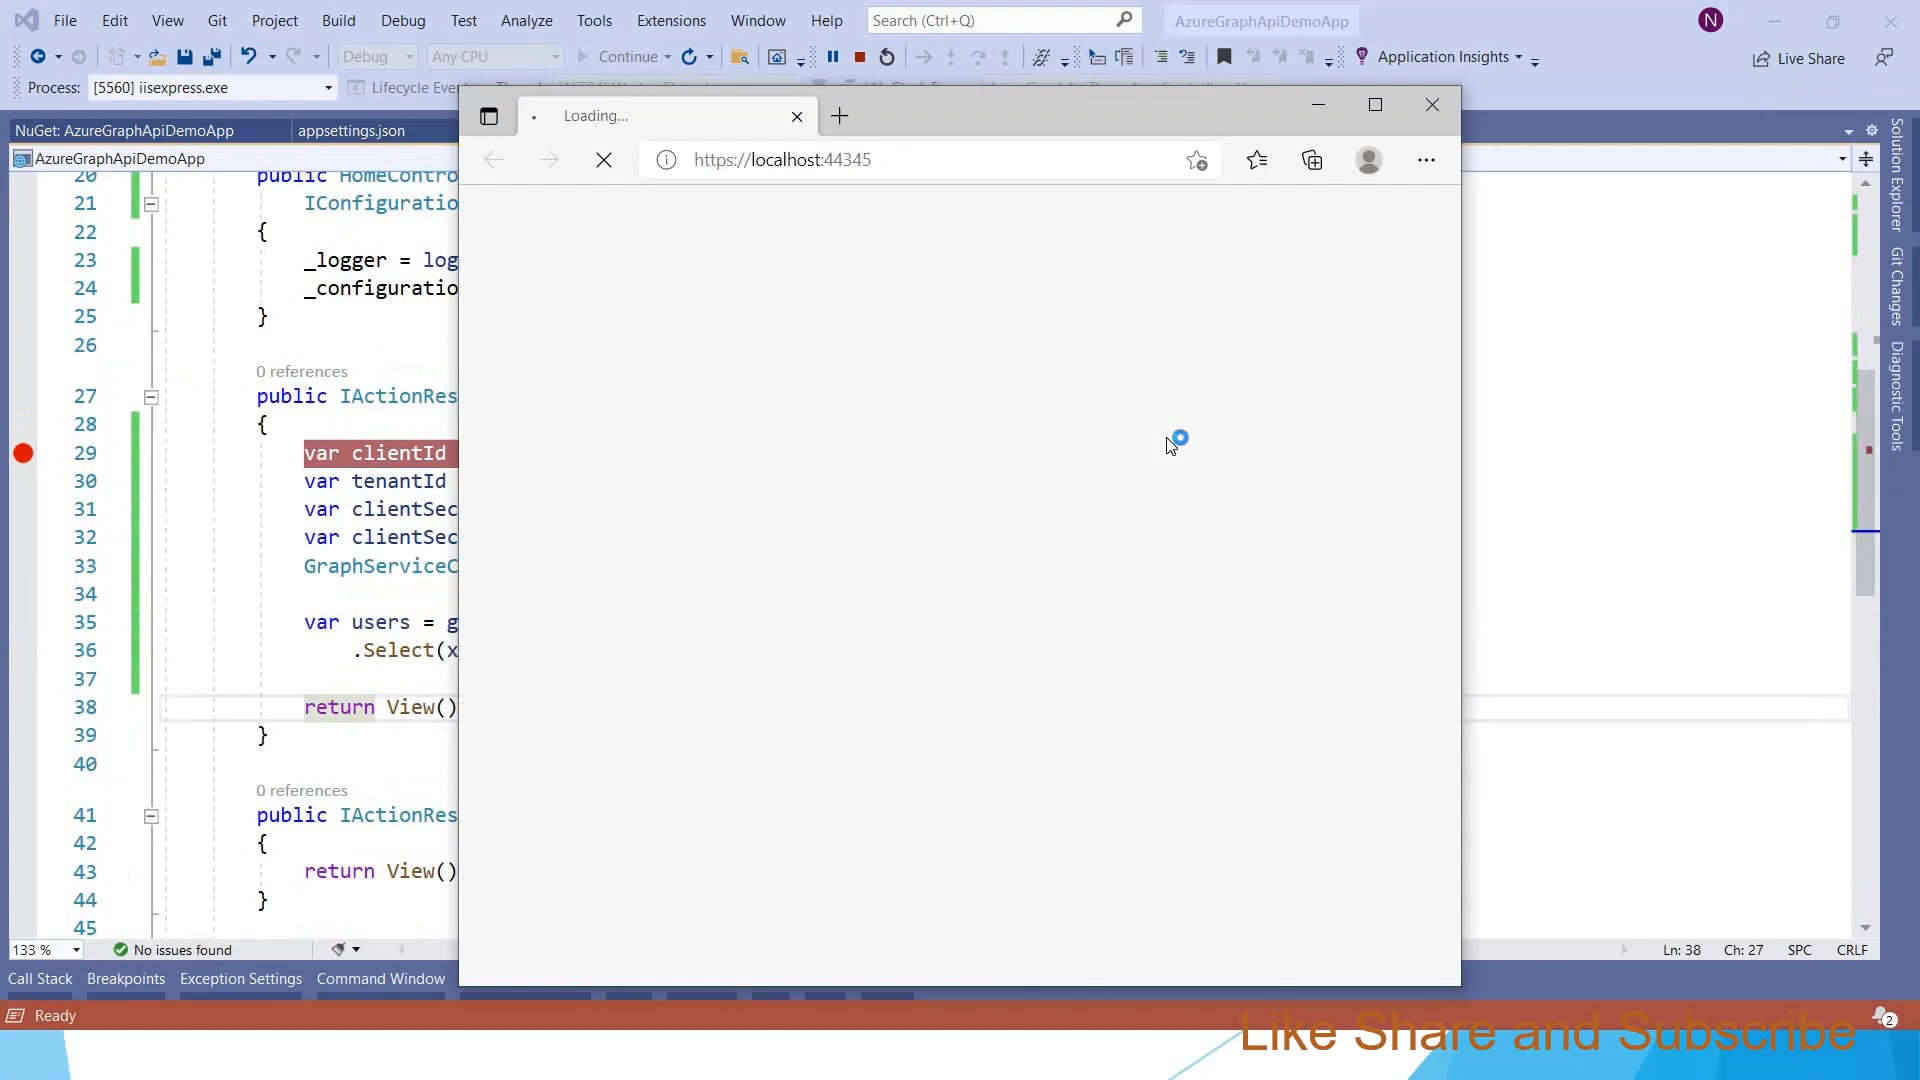 File Edit View Git Project Build Debug Test Analyze Tools Extensions Window Help Search (Ctrl+Q) AzureGraphApiDemoApp N
Debug Any CPU Continue Application Insights Live Share
Process: [5560] iisexpress.exe Lifecycle Eve
NuGet: AzureGraphApiDemoApp appsettings.json
AzureGraphApiDemoApp
Loading...
https://localhost:44345
20 public HomeContro
21 IConfiguratio
22 {
23 _logger = log
24 _configuratio
25 }
26
0 references
27 public IActionRes
28 {
29 var clientId
30 var tenantId
31 var clientSec
32 var clientSec
33 GraphServiceC
34
35 var users = g
36 .Select(x
37
38 return View()
39 }
40
0 references
41 public IActionRes
42 {
43 return View()
44 }
45
133 % No issues found Ln: 38 Ch: 27 SPC CRLF
Call Stack Breakpoints Exception Settings Command Window
Ready 2
Solution Explorer
Git Changes
Diagnostic Tools
Like Share and Subscribe